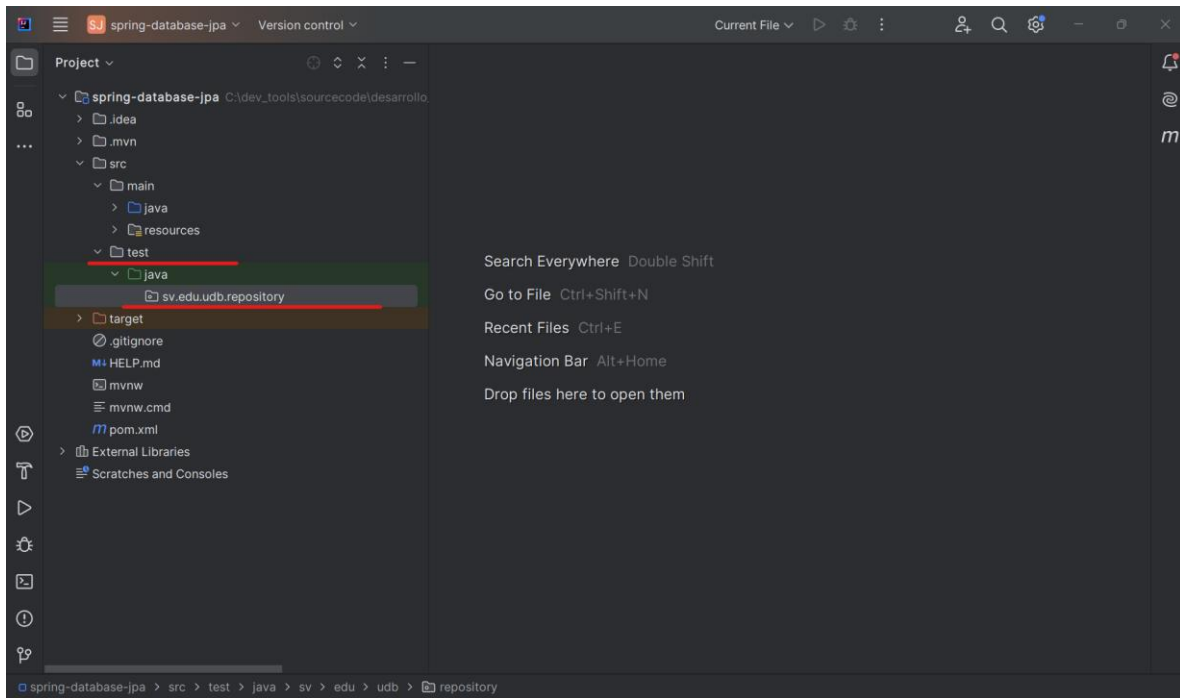 SJ spring-database-jpa Version control Current File
Project
spring-database-jpa C:\dev_tools\sourcecode\desarrollo_
.idea
.mvn
src
main
java
resources
test
java
sv.edu.udb.repository
target
.gitignore
M↓ HELP.md
mvnw
mvnw.cmd
m pom.xml
External Libraries
Scratches and Consoles
Search Everywhere Double Shift
Go to File Ctrl+Shift+N
Recent Files Ctrl+E
Navigation Bar Alt+Home
Drop files here to open them
m
spring-database-jpa > src > test > java > sv > edu > udb > repository